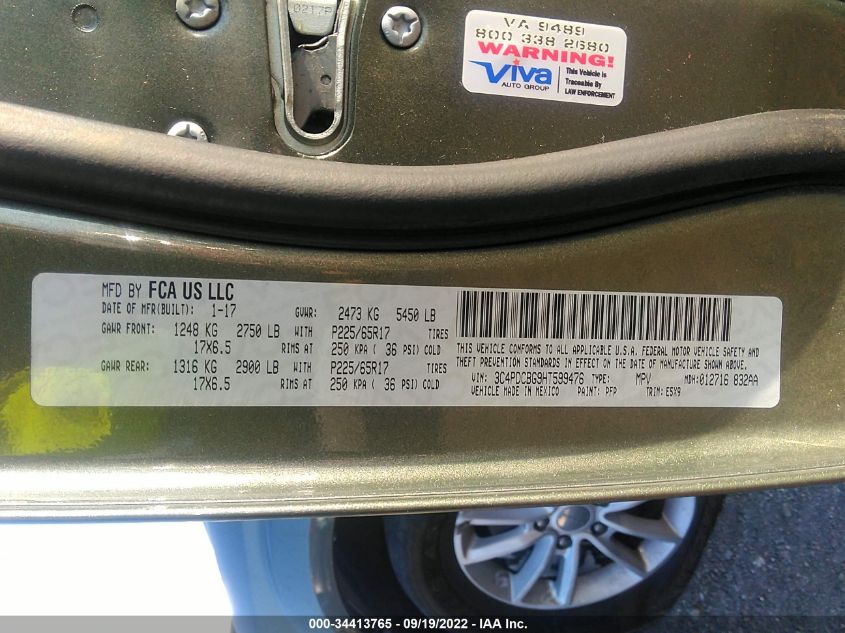 0217P
VA 9489
800 338 2680
WARNING!
Viva
AUTO GROUP
This Vehicle is
Traceable By
LAW ENFORCEMENT
MFD BY FCA US LLC
DATE OF MFR(BUILT): 1-17 GVWR: 2473 KG 5450 LB
GAWR FRONT: 1248 KG 2750 LB WITH P225/65R17 TIRES
17X6.5 RIMS AT 250 KPA ( 36 PSI) COLD
GAWR REAR: 1316 KG 2900 LB WITH P225/65R17 TIRES
17X6.5 RIMS AT 250 KPA ( 36 PSI) COLD
THIS VEHICLE CONFORMS TO ALL APPLICABLE U.S.A. FEDERAL MOTOR VEHICLE SAFETY AND
THEFT PREVENTION STANDARDS IN EFFECT ON THE DATE OF MANUFACTURE SHOWN ABOVE.
VIN: 3C4PDCBG9HT599476 TYPE: MPV MDH:012716 832AA
VEHICLE MADE IN MEXICO PAINT: PFP TRIM: E5X9
000-34413765 - 09/19/2022 - IAA Inc.